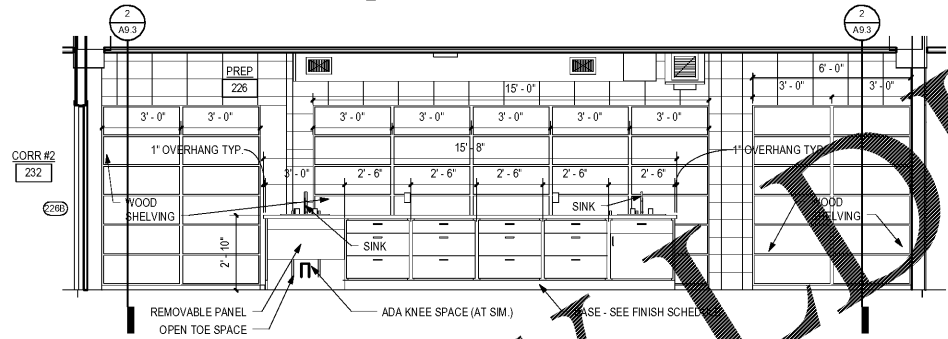 2
A9.3
2
A9.3
PREP
226
6' - 0"
3' - 0"
3' - 0"
15' - 0"
3' - 0"
3' - 0"
3' - 0"
3' - 0"
3' - 0"
3' - 0"
3' - 0"
CORR #2
232
1" OVERHANG TYP.
15' - 8"
1" OVERHANG TYP.
3' - 0"
2' - 6"
2' - 6"
2' - 6"
2' - 6"
2' - 6"
226B
WOOD
SHELVING
SINK
WOOD
SHELVING
SINK
2' - 10"
REMOVABLE PANEL
ADA KNEE SPACE (AT SIM.)
BASE - SEE FINISH SCHEDULE
OPEN TOE SPACE